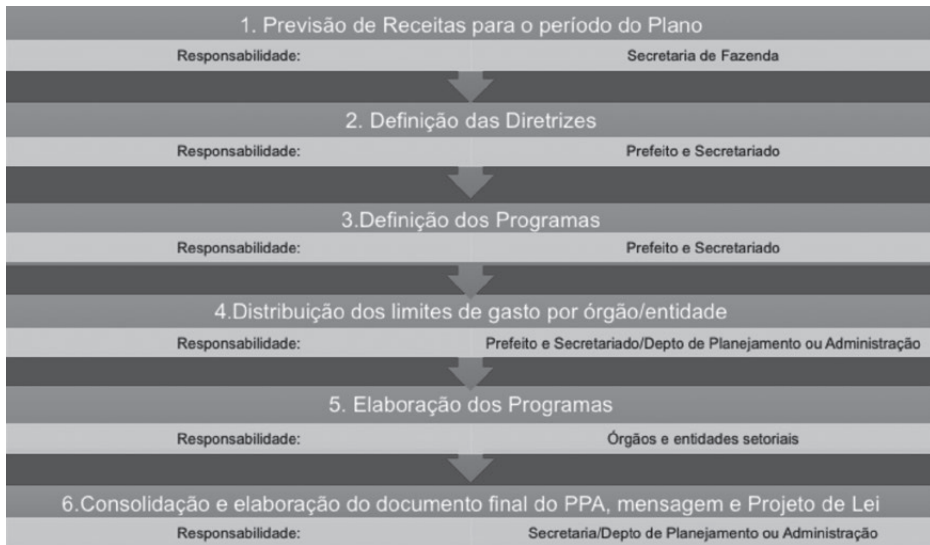 1. Previsão de Receitas para o período do Plano
Responsabilidade: Secretaria de Fazenda
2. Definição das Diretrizes
Responsabilidade: Prefeito e Secretariado
3.Definição dos Programas
Responsabilidade: Prefeito e Secretariado
4.Distribuição dos limites de gasto por órgão/entidade
Responsabilidade: Prefeito e Secretariado/Depto de Planejamento ou Administração
5. Elaboração dos Programas
Responsabilidade: Órgãos e entidades setoriais
6.Consolidação e elaboração do documento final do PPA, mensagem e Projeto de Lei
Responsabilidade: Secretaria/Depto de Planejamento ou Administração